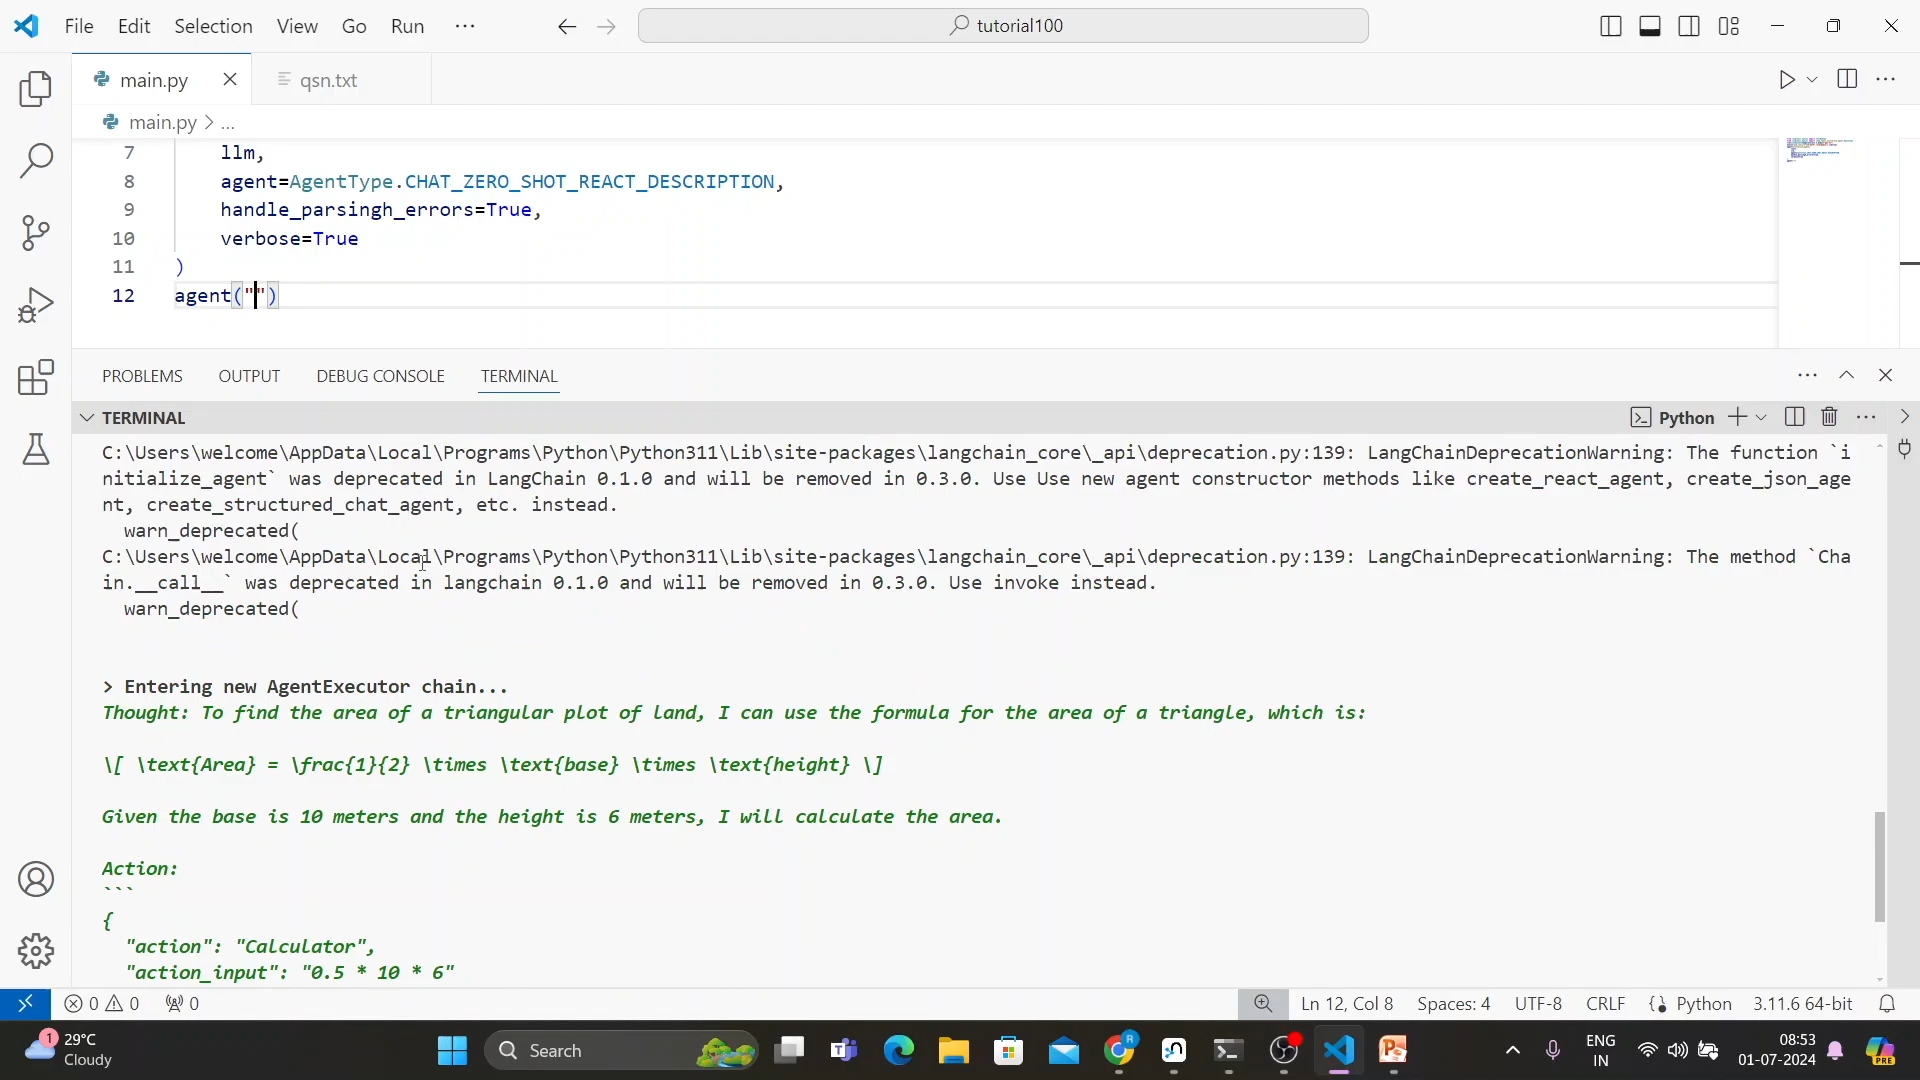 File Edit Selection View Go Run ... tutorial100
main.py qsn.txt
main.py > ...
7 llm,
8 agent=AgentType.CHAT_ZERO_SHOT_REACT_DESCRIPTION,
9 handle_parsingh_errors=True,
10 verbose=True
11 )
12 agent("")
PROBLEMS OUTPUT DEBUG CONSOLE TERMINAL
TERMINAL Python
C:\Users\welcome\AppData\Local\Programs\Python\Python311\Lib\site-packages\langchain_core\_api\deprecation.py:139: LangChainDeprecationWarning: The function `i
nitialize_agent` was deprecated in LangChain 0.1.0 and will be removed in 0.3.0. Use Use new agent constructor methods like create_react_agent, create_json_age
nt, create_structured_chat_agent, etc. instead.
warn_deprecated(
C:\Users\welcome\AppData\Local\Programs\Python\Python311\Lib\site-packages\langchain_core\_api\deprecation.py:139: LangChainDeprecationWarning: The method `Cha
in.__call__` was deprecated in langchain 0.1.0 and will be removed in 0.3.0. Use invoke instead.
warn_deprecated(
> Entering new AgentExecutor chain...
Thought: To find the area of a triangular plot of land, I can use the formula for the area of a triangle, which is:
\[ \text{Area} = \frac{1}{2} \times \text{base} \times \text{height} \]
Given the base is 10 meters and the height is 6 meters, I will calculate the area.
Action:
```
{
"action": "Calculator",
"action_input": "0.5 * 10 * 6"
0 0 0 Ln 12, Col 8 Spaces: 4 UTF-8 CRLF Python 3.11.6 64-bit
1 29°C Search ENG 08:53
Cloudy IN 01-07-2024 PRE